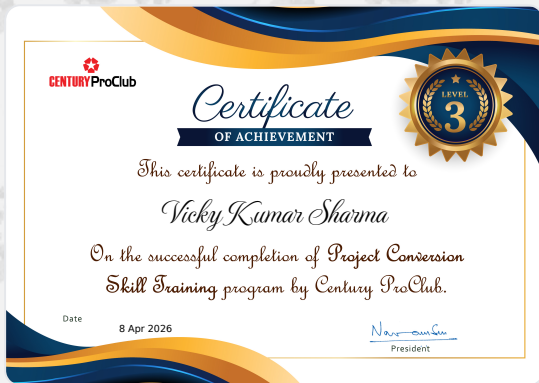 CENTURY ProClub
Certificate
OF ACHIEVEMENT
LEVEL
3
This certificate is proudly presented to
Vicky Kumar Sharma
On the successful completion of Project Conversion
Skill Training program by Century ProClub.
Date
8 Apr 2026
President